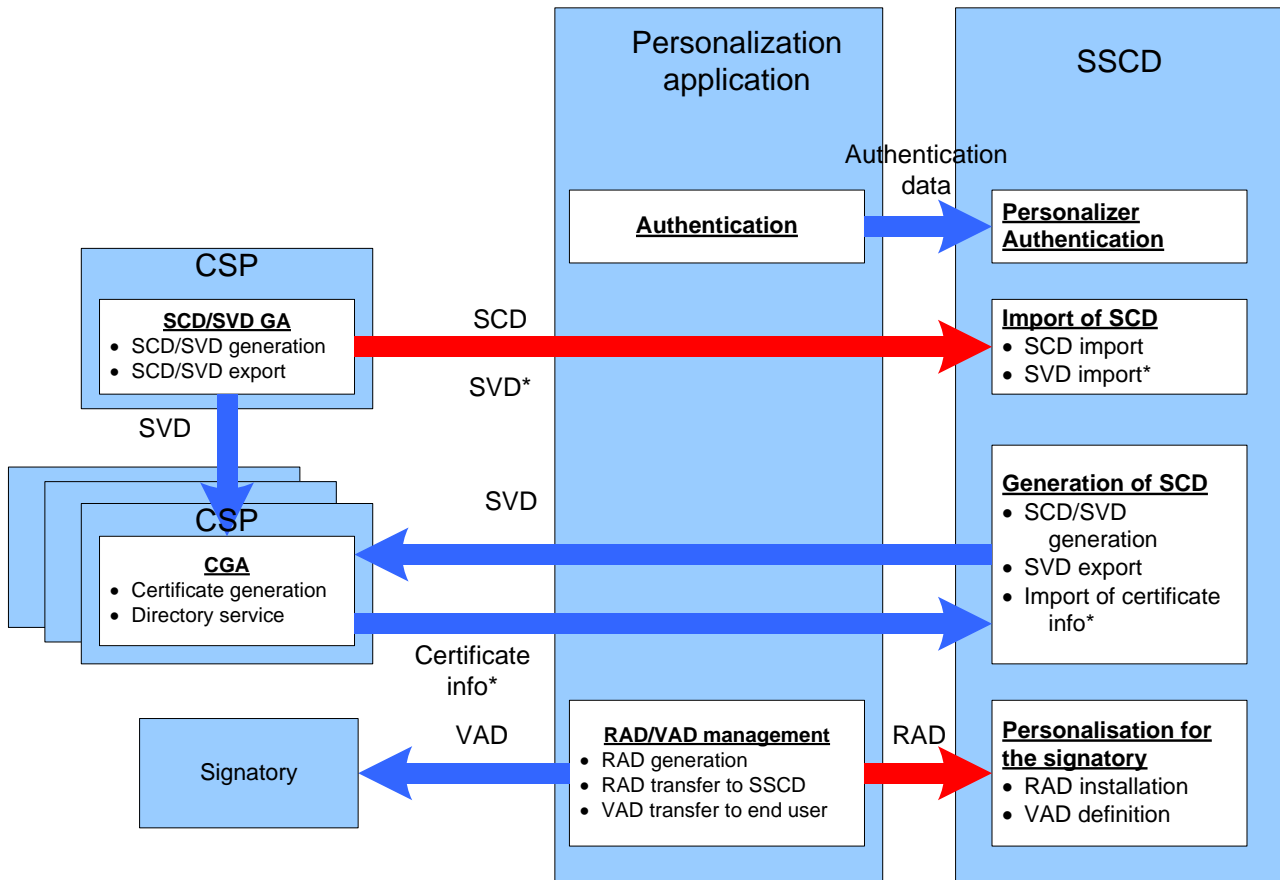 Personalization
application
SSCD
Authentication
data
Authentication
Personalizer
Authentication
CSP
SCD/SVD GA
• SCD/SVD generation
• SCD/SVD export
SCD
SVD*
Import of SCD
• SCD import
• SVD import*
SVD
CSP
CGA
• Certificate generation
• Directory service
SVD
Generation of SCD
• SCD/SVD
generation
• SVD export
• Import of certificate
info*
Certificate
info*
Signatory
VAD
RAD/VAD management
• RAD generation
• RAD transfer to SSCD
• VAD transfer to end user
RAD
Personalisation for
the signatory
• RAD installation
• VAD definition